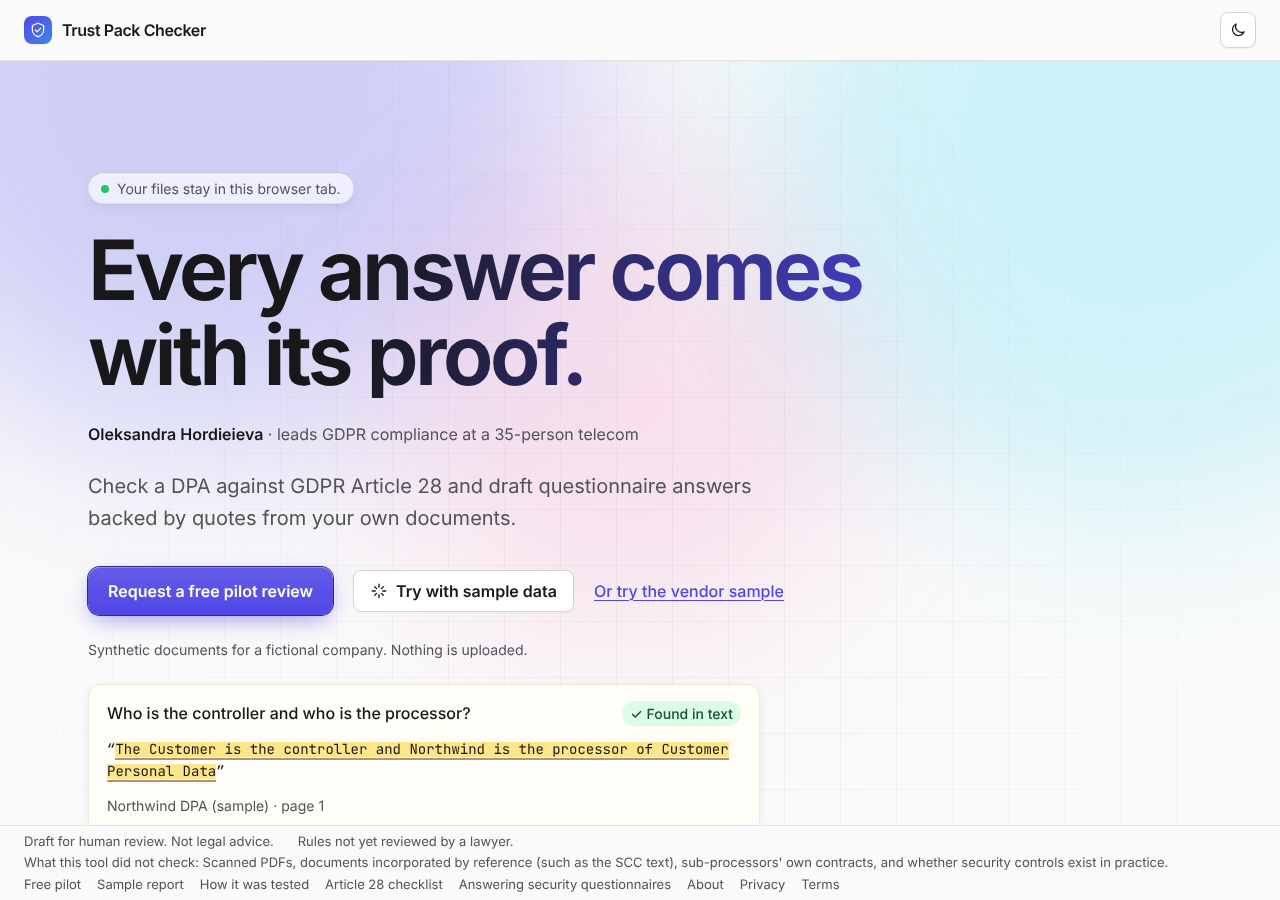 Trust Pack Checker
Your files stay in this browser tab.
Every answer comes
with its proof.
Oleksandra Hordieieva · leads GDPR compliance at a 35-person telecom
Check a DPA against GDPR Article 28 and draft questionnaire answers
backed by quotes from your own documents.
Request a free pilot review
Try with sample data
Or try the vendor sample
Synthetic documents for a fictional company. Nothing is uploaded.
Who is the controller and who is the processor?
✓ Found in text
“The Customer is the controller and Northwind is the processor of Customer
Personal Data”
Northwind DPA (sample) · page 1
Draft for human review. Not legal advice. Rules not yet reviewed by a lawyer.
What this tool did not check: Scanned PDFs, documents incorporated by reference (such as the SCC text), sub-processors' own contracts, and whether security controls exist in practice.
Free pilot Sample report How it was tested Article 28 checklist Answering security questionnaires About Privacy Terms